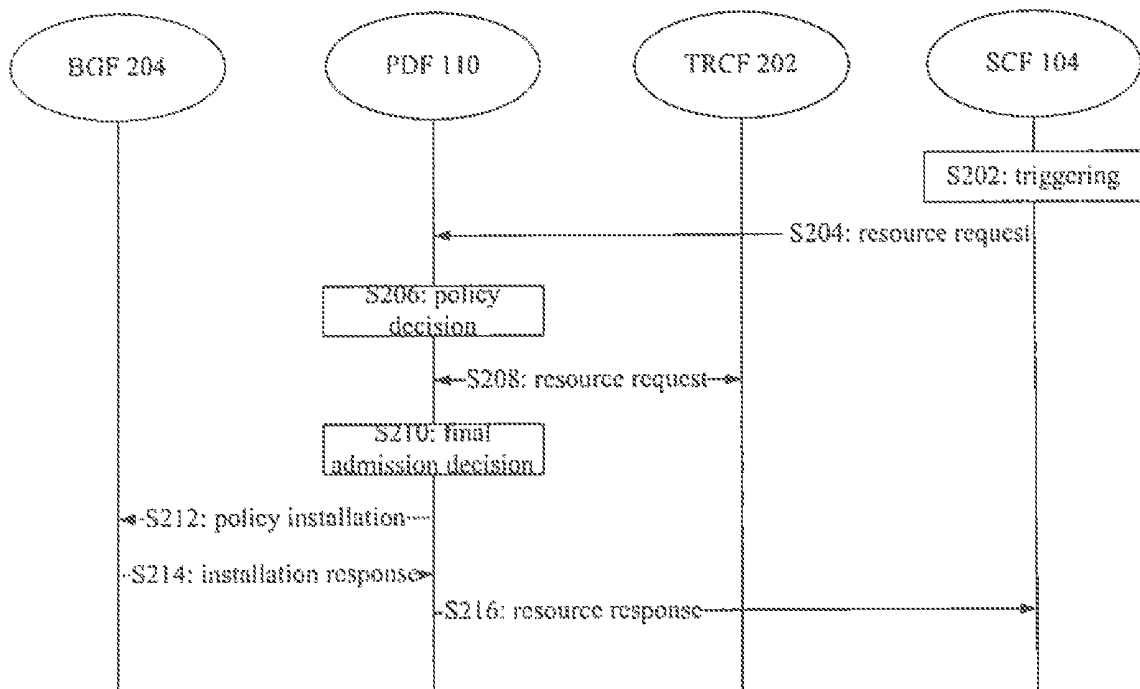 BGF 204
PDF 110
TRCF 202
SCF 104
S202: triggering
S204: resource request
S206: policy
decision
S208: resource request
S210: final
admission decision
S212: policy installation
S214: installation response
S216: resource response